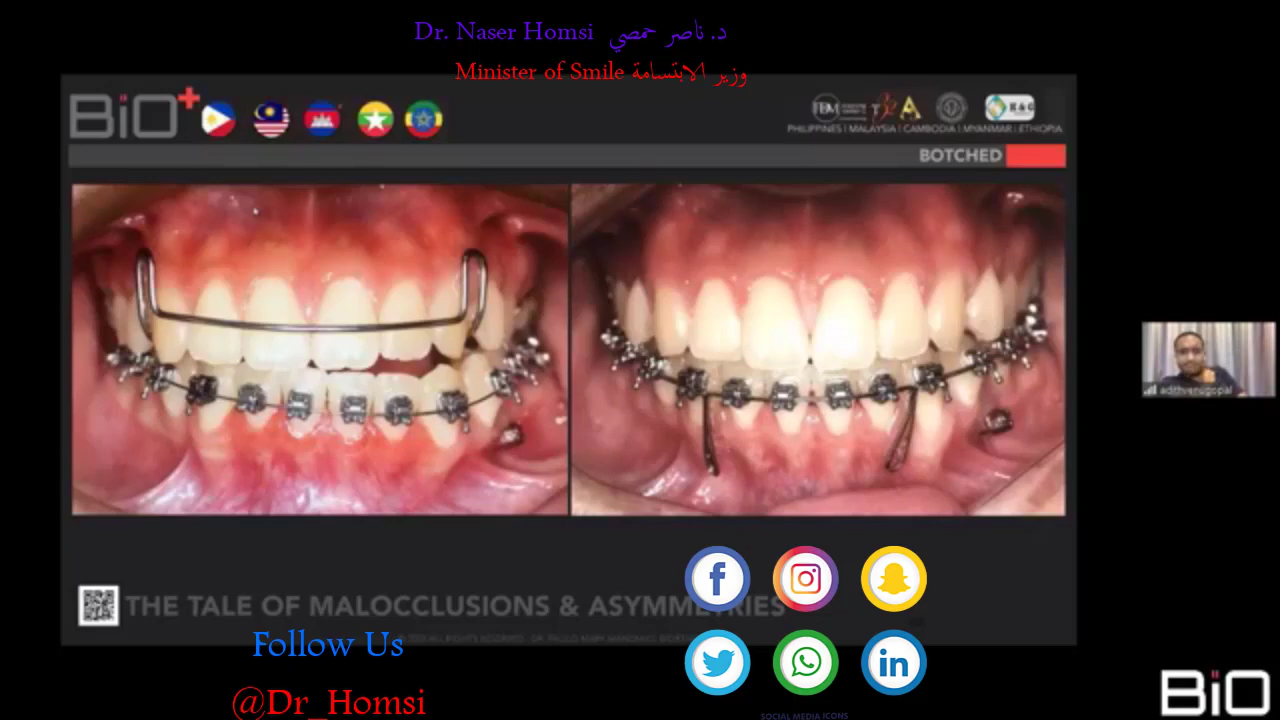 Dr. Naser Homsi د. ناصر حمصي
Minister of Smile وزير الابتسامة
BiO+
PHILIPPINES | MALAYSIA | CAMBODIA | MYANMAR | ETHIOPIA
BOTCHED
adithvenugopal
THE TALE OF MALOCCLUSIONS & ASYMMETRIES
Follow Us
@Dr_Homsi
SOCIAL MEDIA ICONS
BiO